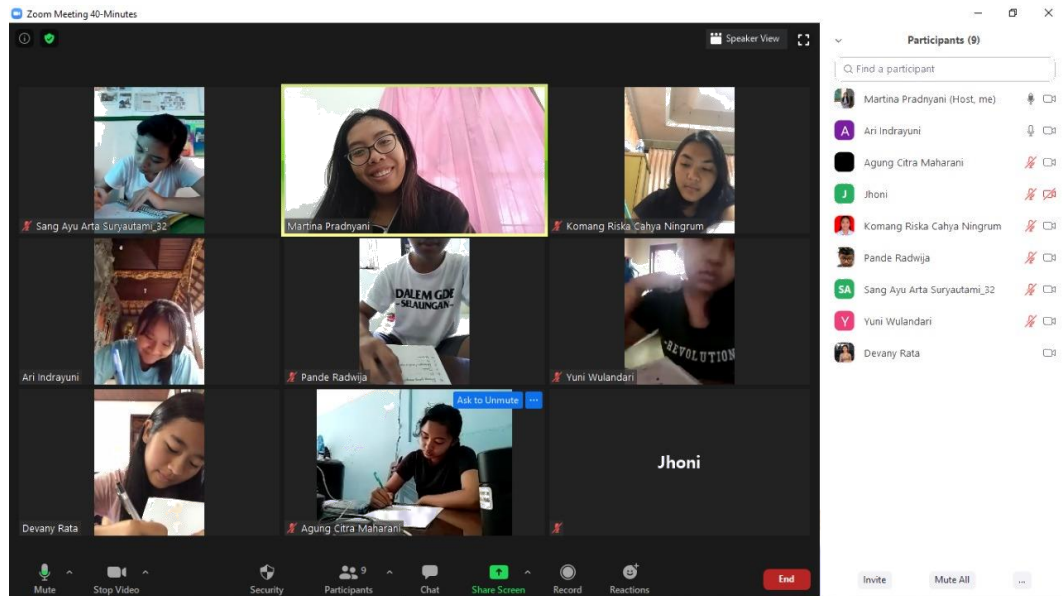 Zoom Meeting 40-Minutes
Speaker View
Sang Ayu Arta Suryautami_32
Martina Pradnyani
Komang Riska Cahya Ningrum
DALEM GDE
-SELAUNGAN-
REVOLUTION
Ari Indrayuni
Pande Radwija
Yuni Wulandari
Ask to Unmute
...
Jhoni
Devany Rata
Agung Citra Maharani
Mute
Stop Video
Security
9
Participants
Chat
Share Screen
Record
Reactions
End
Participants (9)
Find a participant
Martina Pradnyani (Host, me)
A Ari Indrayuni
Agung Citra Maharani
J Jhoni
Komang Riska Cahya Ningrum
Pande Radwija
SA Sang Ayu Arta Suryautami_32
Y Yuni Wulandari
Devany Rata
Invite
Mute All
...